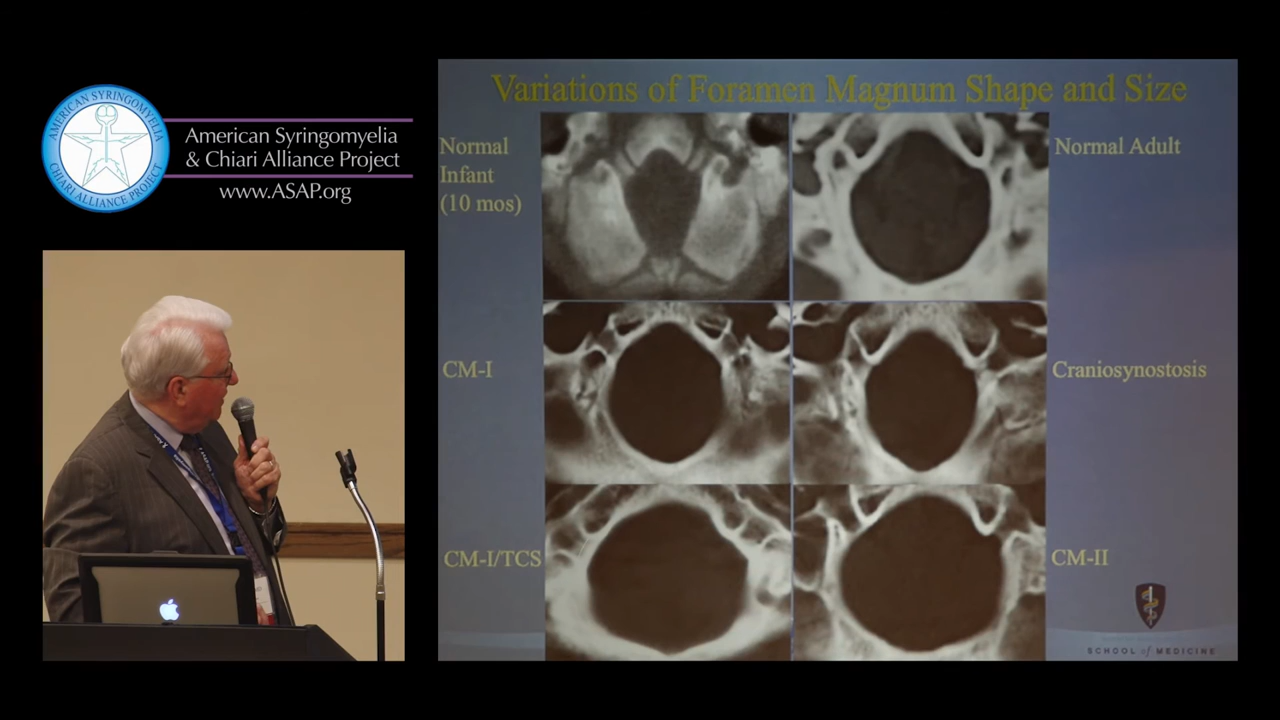 AMERICAN SYRINGOMYELIA
CHIARI ALLIANCE PROJECT
American Syringomyelia
& Chiari Alliance Project
www.ASAP.org
Variations of Foramen Magnum Shape and Size
Normal
Infant
(10 mos)
Normal Adult
CM-I
Craniosynostosis
CM-I/TCS
CM-II
SCHOOL of MEDICINE